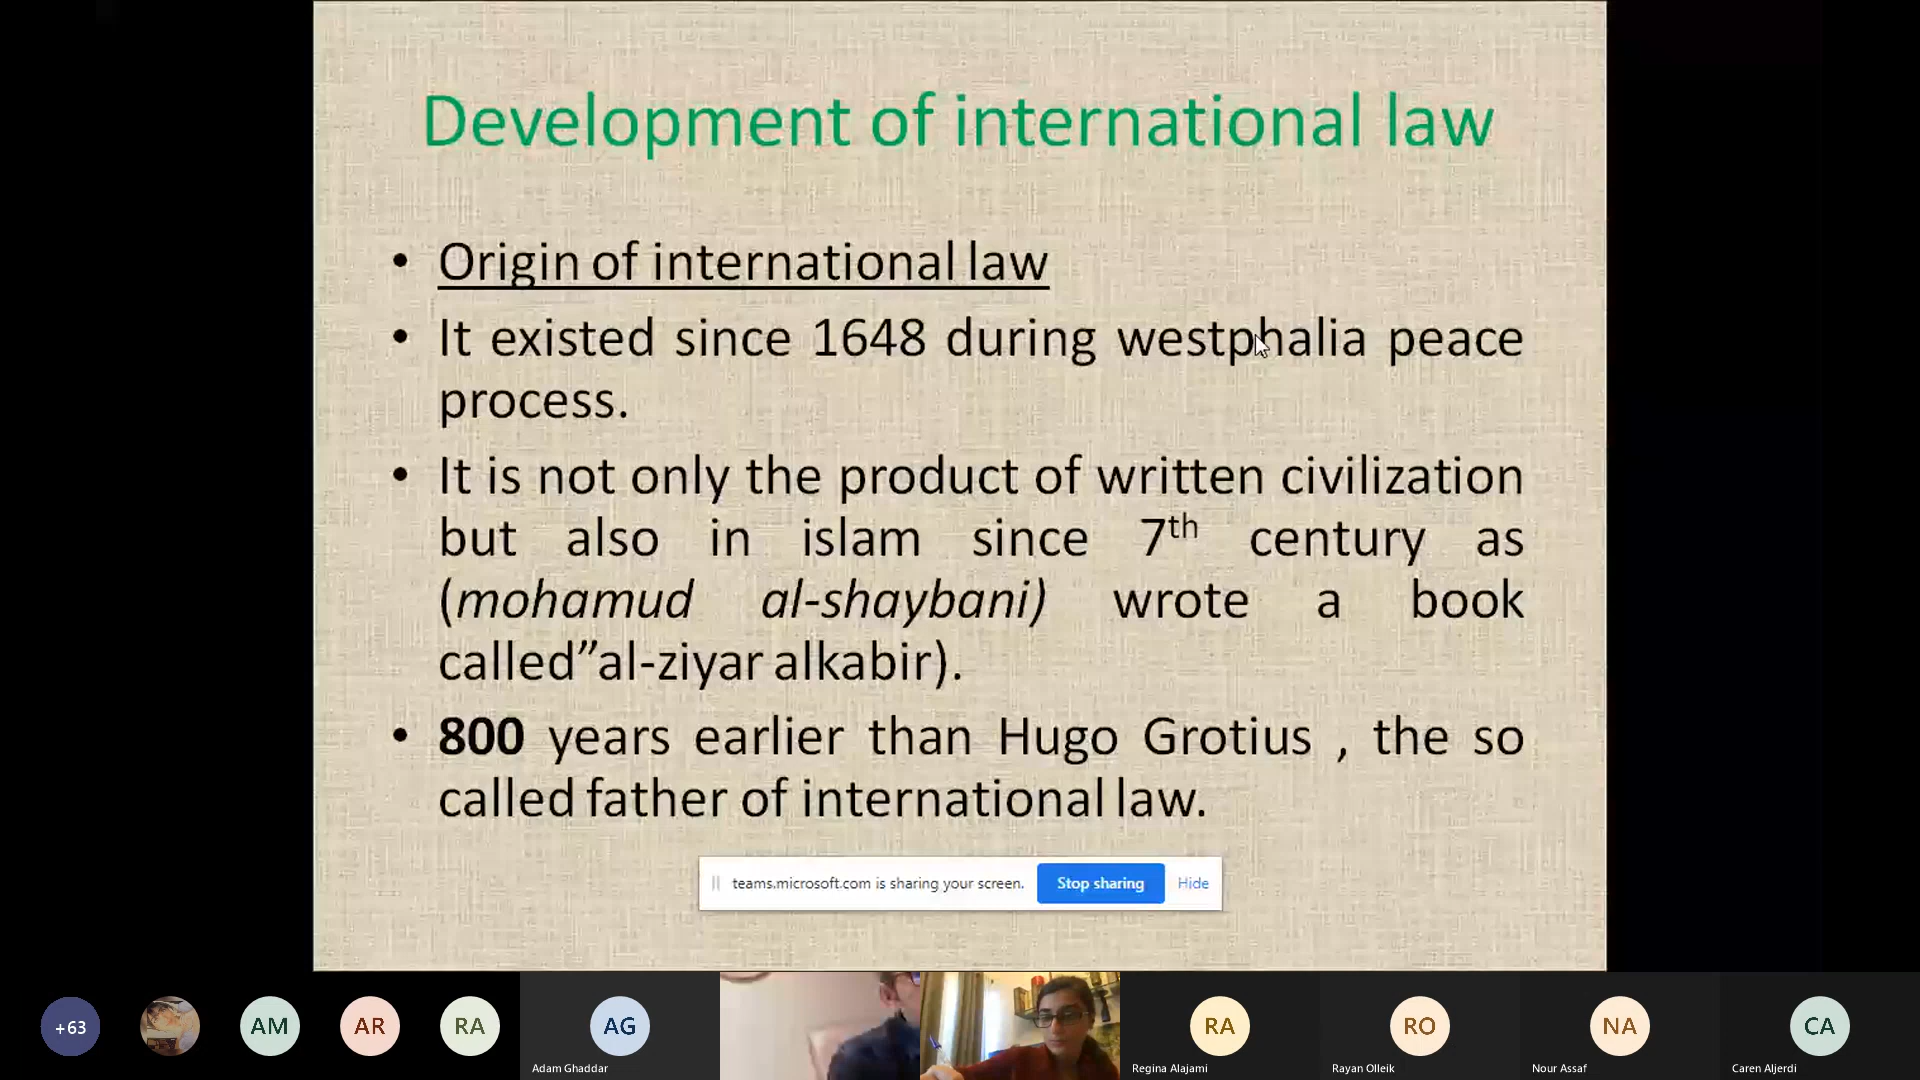 Development of international law
• Origin of international law
• It existed since 1648 during westphalia peace
process.
• It is not only the product of written civilization
but also in islam since 7th century as
(mohamud al-shaybani) wrote a book
called”al-ziyar alkabir).
• 800 years earlier than Hugo Grotius , the so
called father of international law.
teams.microsoft.com is sharing your screen. Stop sharing Hide
+63 AM AR RA AG RA RO NA CA
Adam Ghaddar Regina Alajami Rayan Olleik Nour Assaf Caren Aljerdi